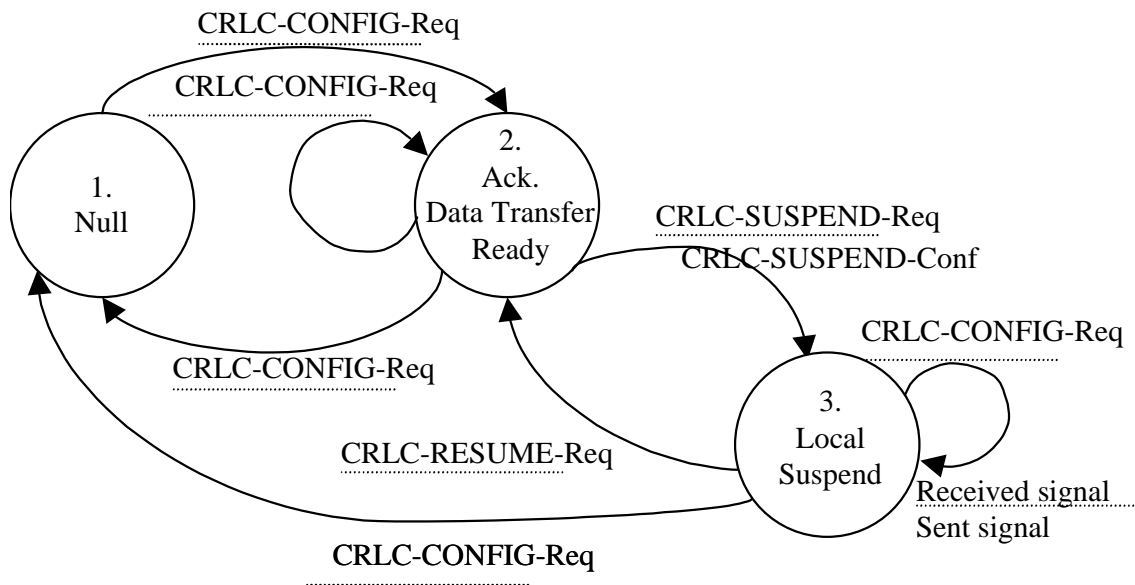 CRLC-CONFIG-Req
CRLC-CONFIG-Req
1.
Null
2.
Ack.
Data Transfer
Ready
CRLC-SUSPEND-Req
CRLC-SUSPEND-Conf
CRLC-CONFIG-Req
CRLC-CONFIG-Req
3.
Local
Suspend
CRLC-RESUME-Req
Received signal
Sent signal
CRLC-CONFIG-Req